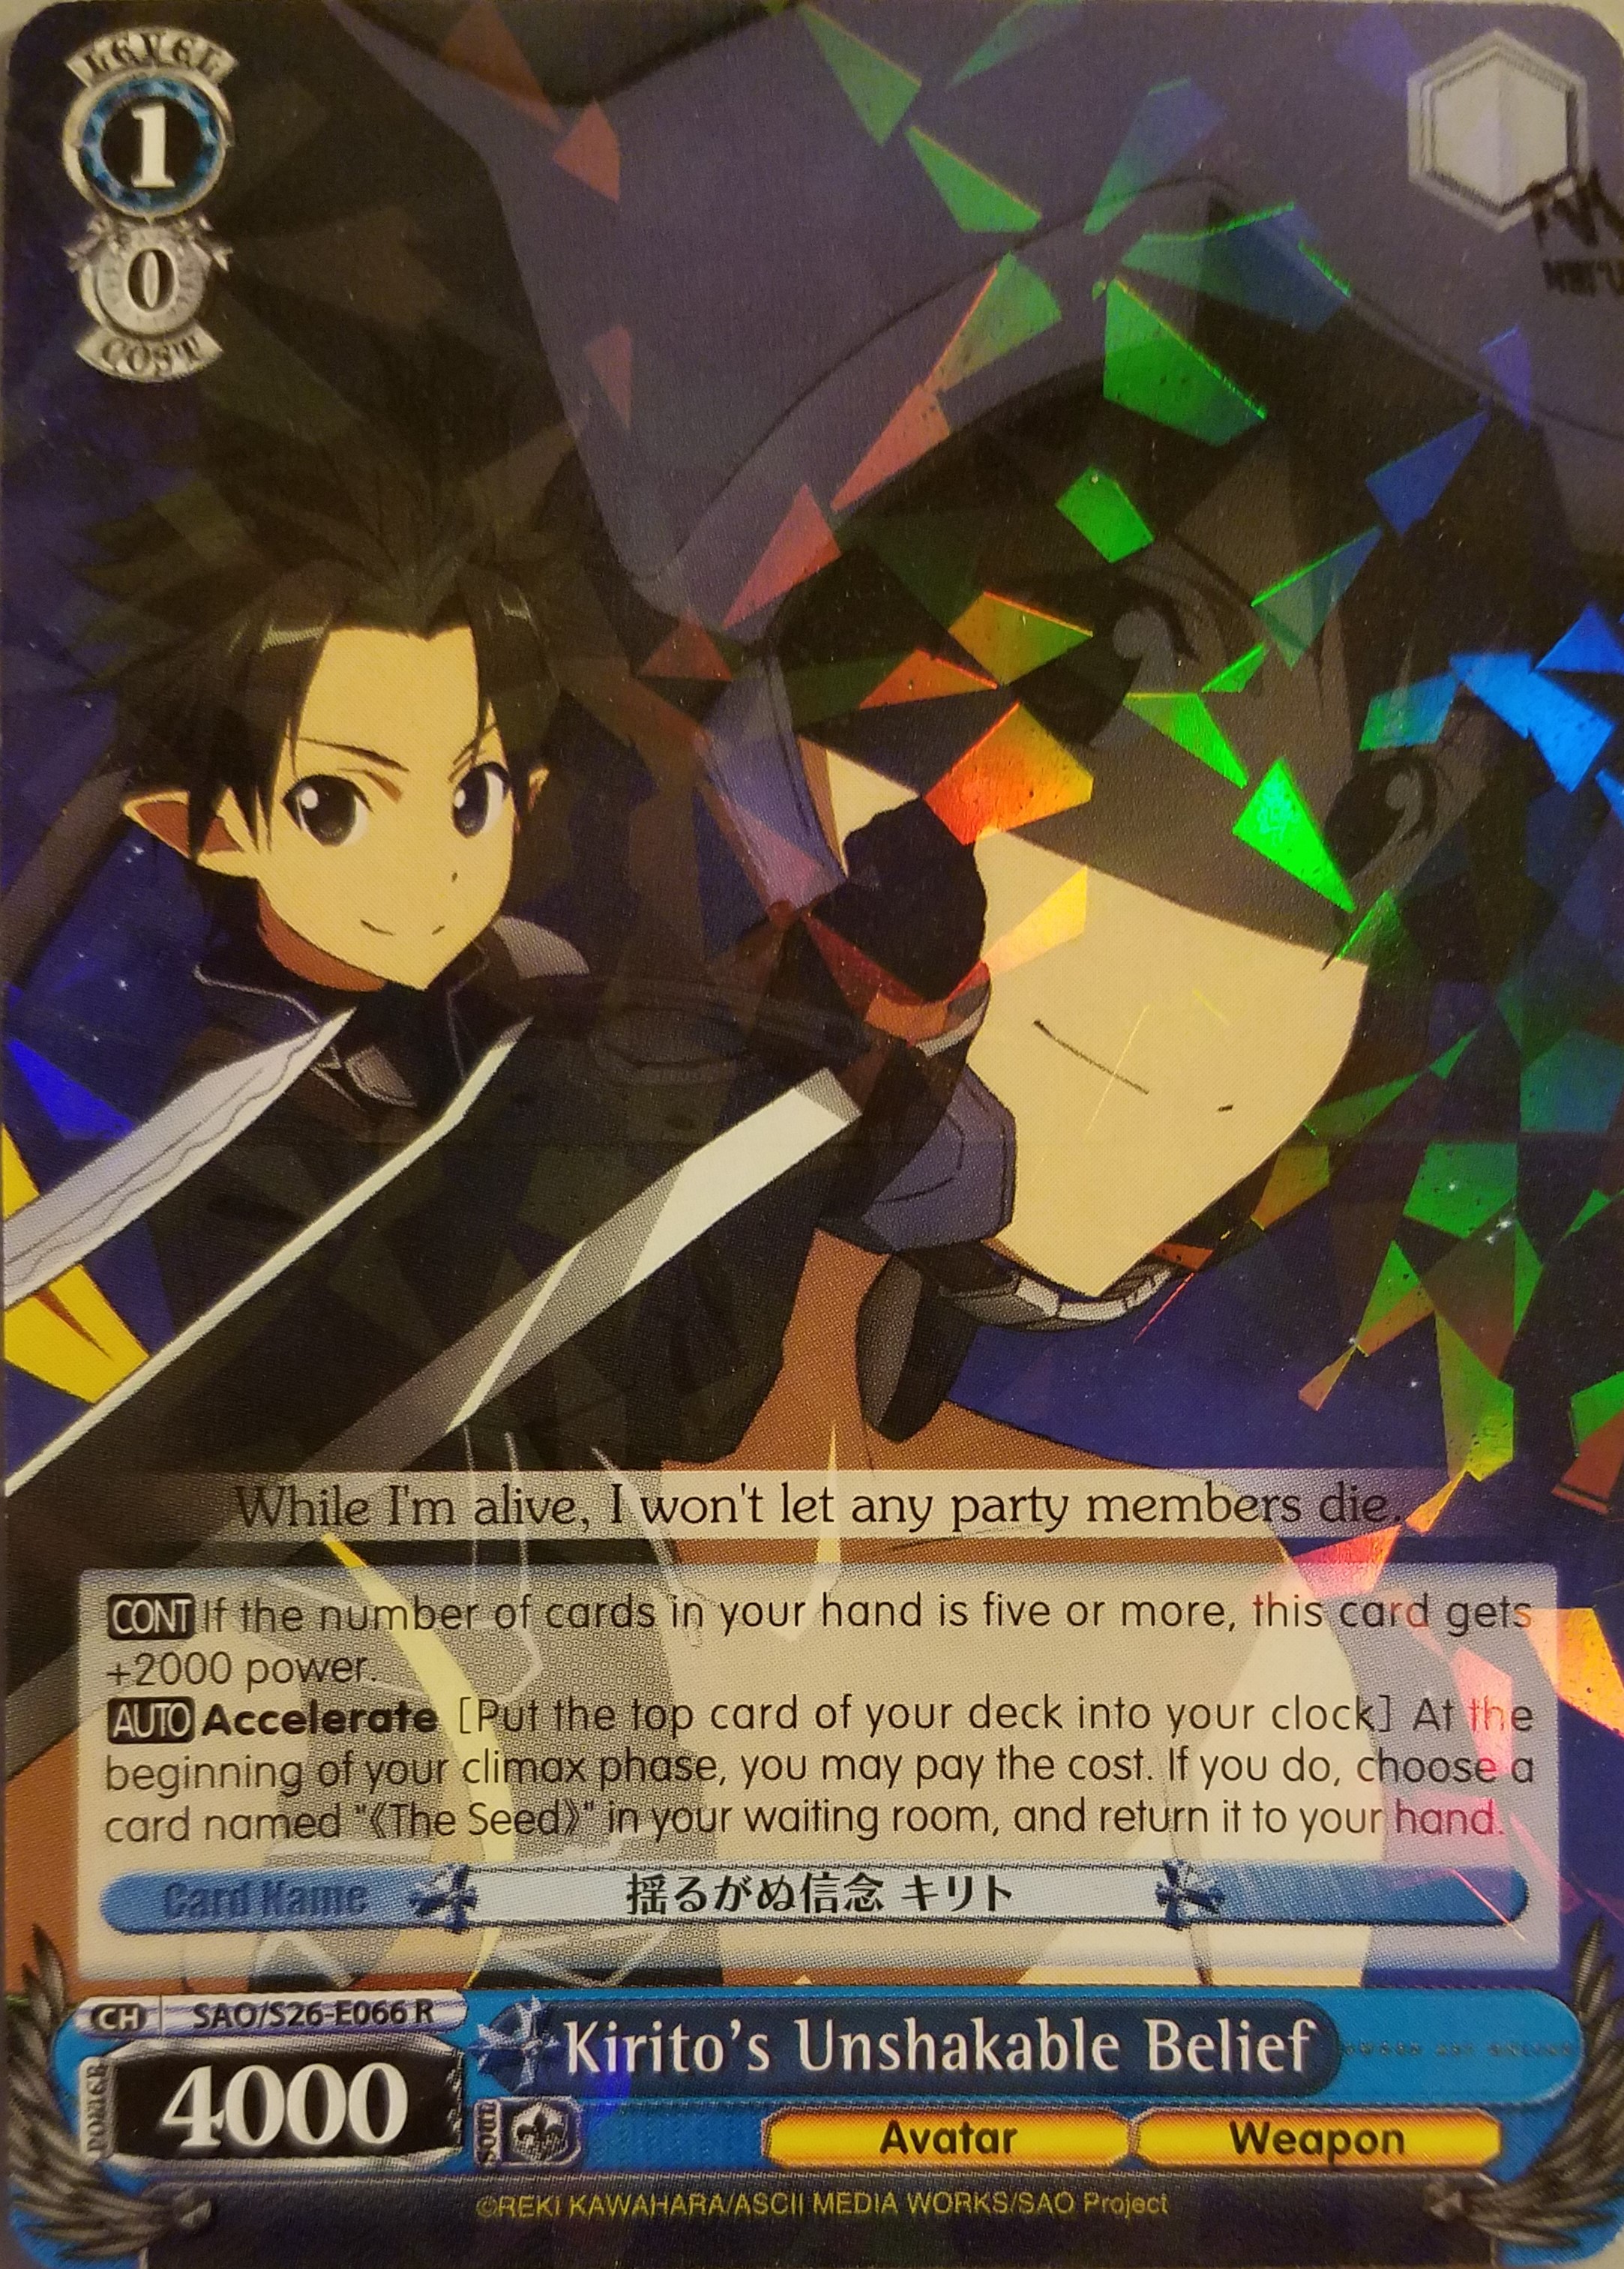 LEVEL
1
0
COST
While I'm alive, I won't let any party members die.
CONT If the number of cards in your hand is five or more, this card gets
+2000 power.
AUTO Accelerate [Put the top card of your deck into your clock] At the
beginning of your climax phase, you may pay the cost. If you do, choose a
card named "《The Seed》" in your waiting room, and return it to your hand.
Card Name 揺るがぬ信念 キリト
CH SAO/S26-E066 R
Kirito's Unshakable Belief
POWER 4000
SOUL
Avatar Weapon
©REKI KAWAHARA/ASCII MEDIA WORKS/SAO Project